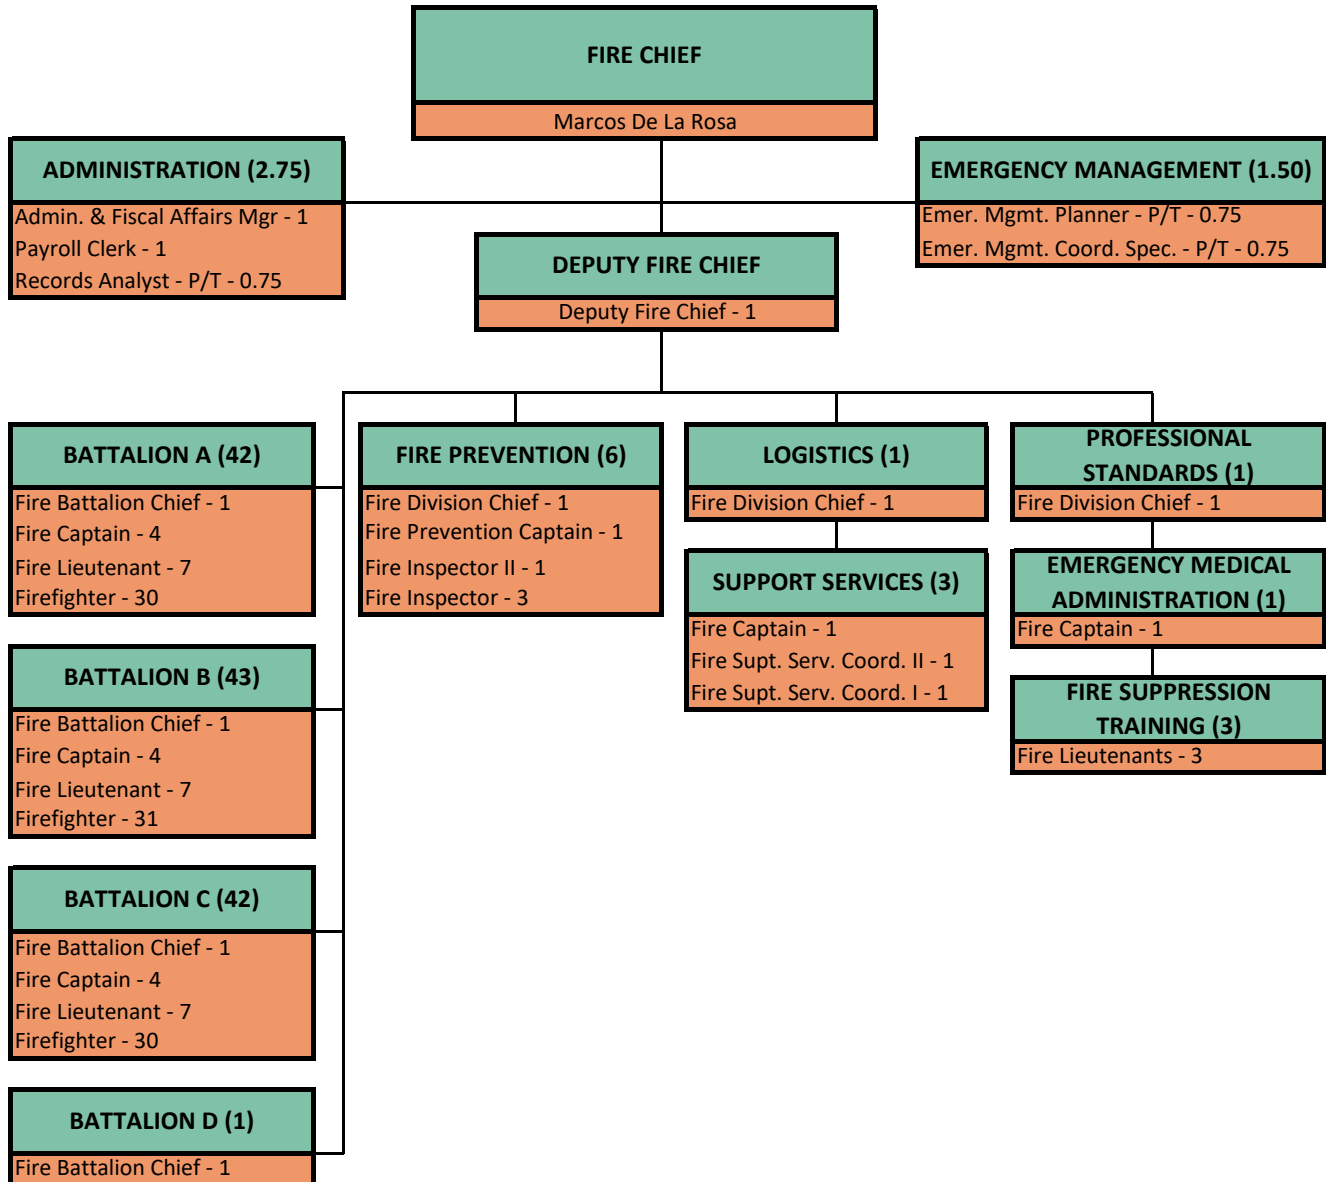 FIRE CHIEF
Marcos De La Rosa
ADMINISTRATION (2.75)
Admin. & Fiscal Affairs Mgr - 1
Payroll Clerk - 1
Records Analyst - P/T - 0.75
EMERGENCY MANAGEMENT (1.50)
Emer. Mgmt. Planner - P/T - 0.75
Emer. Mgmt. Coord. Spec. - P/T - 0.75
DEPUTY FIRE CHIEF
Deputy Fire Chief - 1
BATTALION A (42)
Fire Battalion Chief - 1
Fire Captain - 4
Fire Lieutenant - 7
Firefighter - 30
BATTALION B (43)
Fire Battalion Chief - 1
Fire Captain - 4
Fire Lieutenant - 7
Firefighter - 31
BATTALION C (42)
Fire Battalion Chief - 1
Fire Captain - 4
Fire Lieutenant - 7
Firefighter - 30
BATTALION D (1)
Fire Battalion Chief - 1
FIRE PREVENTION (6)
Fire Division Chief - 1
Fire Prevention Captain - 1
Fire Inspector II - 1
Fire Inspector - 3
LOGISTICS (1)
Fire Division Chief - 1
SUPPORT SERVICES (3)
Fire Captain - 1
Fire Supt. Serv. Coord. II - 1
Fire Supt. Serv. Coord. I - 1
PROFESSIONAL
STANDARDS (1)
Fire Division Chief - 1
EMERGENCY MEDICAL
ADMINISTRATION (1)
Fire Captain - 1
FIRE SUPPRESSION
TRAINING (3)
Fire Lieutenants - 3